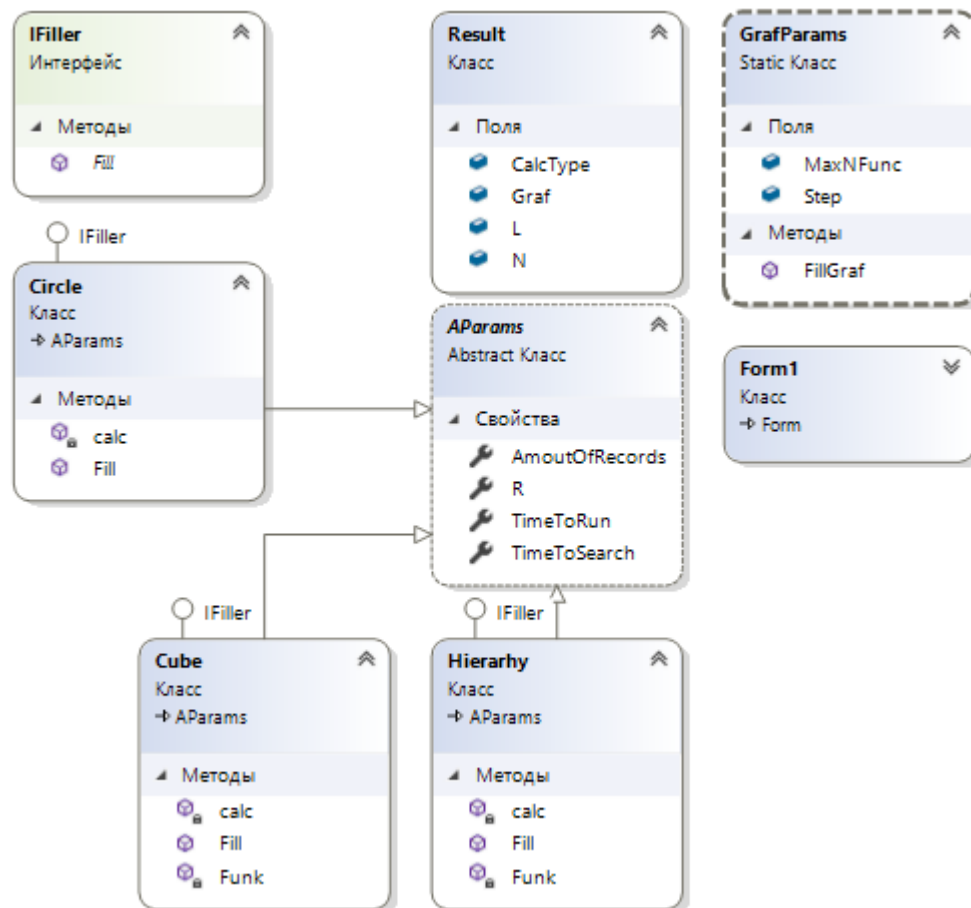 IFiller
Интерфейс
Методы
Fill
IFiller
Circle
Класс
AParams
Методы
calc
Fill
Result
Класс
Поля
CalcType
Graf
L
N
GrafParams
Static Класс
Поля
MaxNFunc
Step
Методы
FillGraf
AParams
Abstract Класс
Свойства
AmoutOfRecords
R
TimeToRun
TimeToSearch
Form1
Класс
Form
IFiller
Cube
Класс
AParams
Методы
calc
Fill
Funk
IFiller
Hierarhy
Класс
AParams
Методы
calc
Fill
Funk